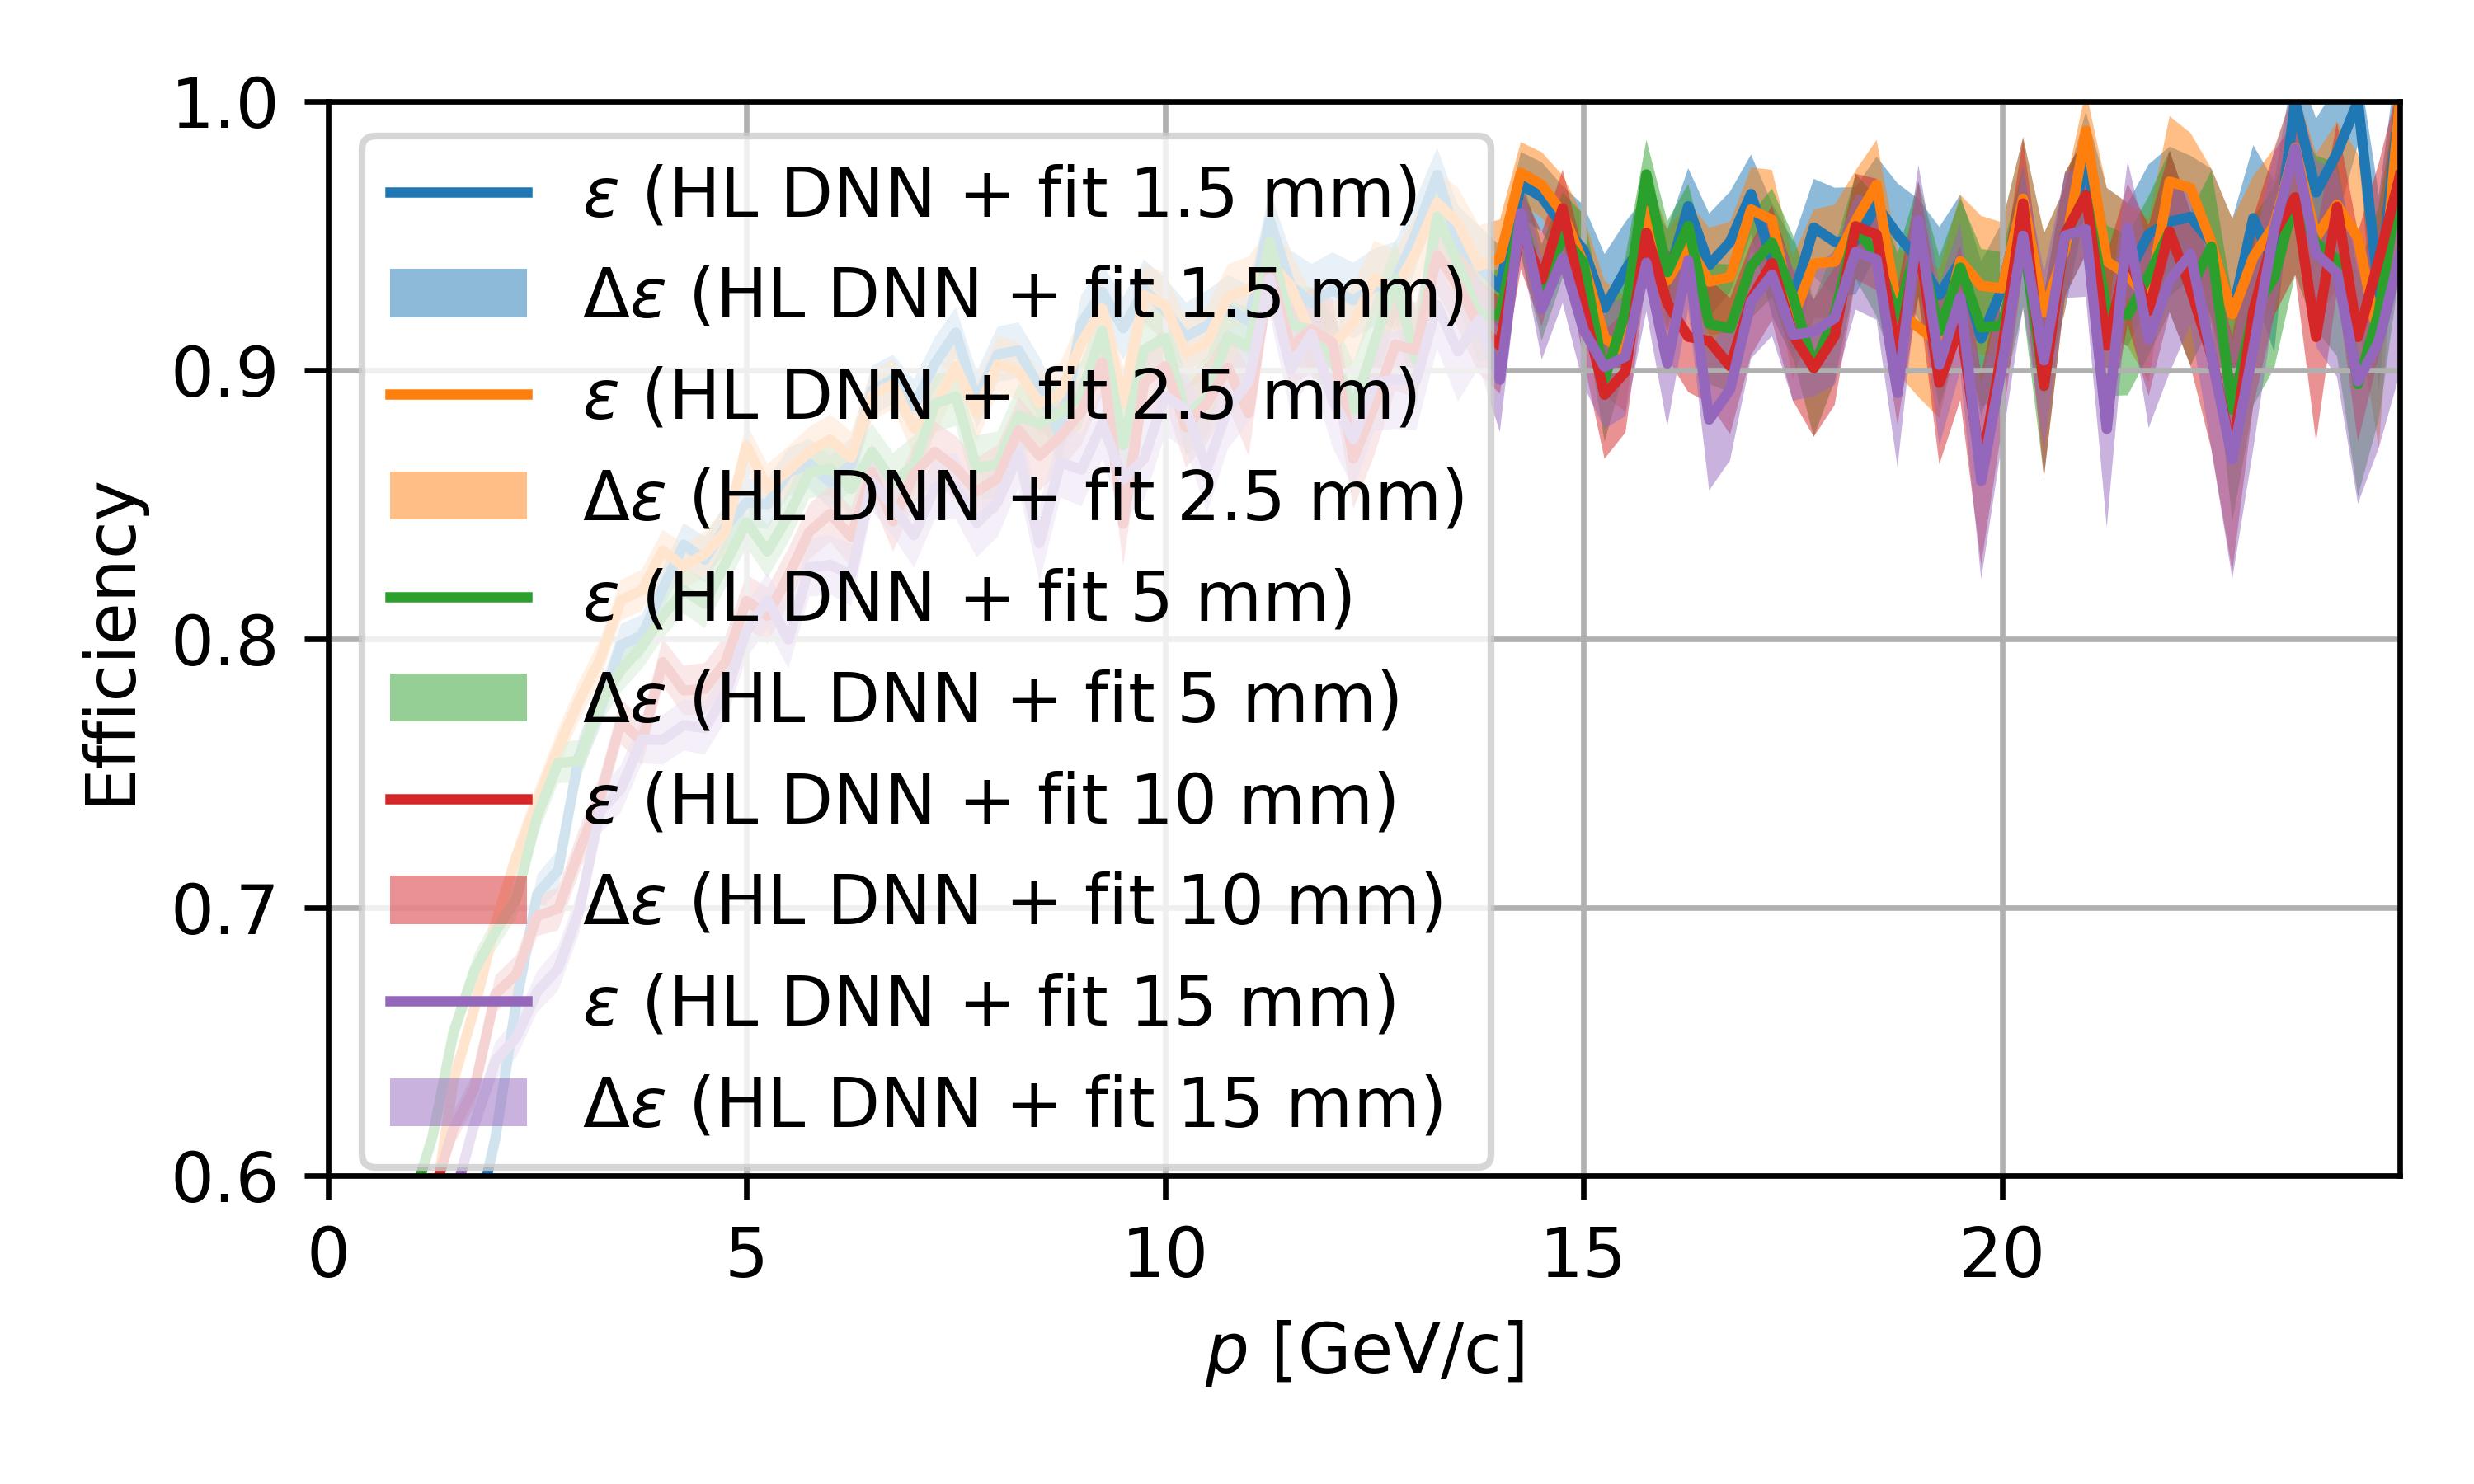 1.0
0.9
0.8
0.7
0.6
Efficiency
ε (HL DNN + fit 1.5 mm)
Δε (HL DNN + fit 1.5 mm)
ε (HL DNN + fit 2.5 mm)
Δε (HL DNN + fit 2.5 mm)
ε (HL DNN + fit 5 mm)
Δε (HL DNN + fit 5 mm)
ε (HL DNN + fit 10 mm)
Δε (HL DNN + fit 10 mm)
ε (HL DNN + fit 15 mm)
Δε (HL DNN + fit 15 mm)
0 5 10 15 20
p [GeV/c]